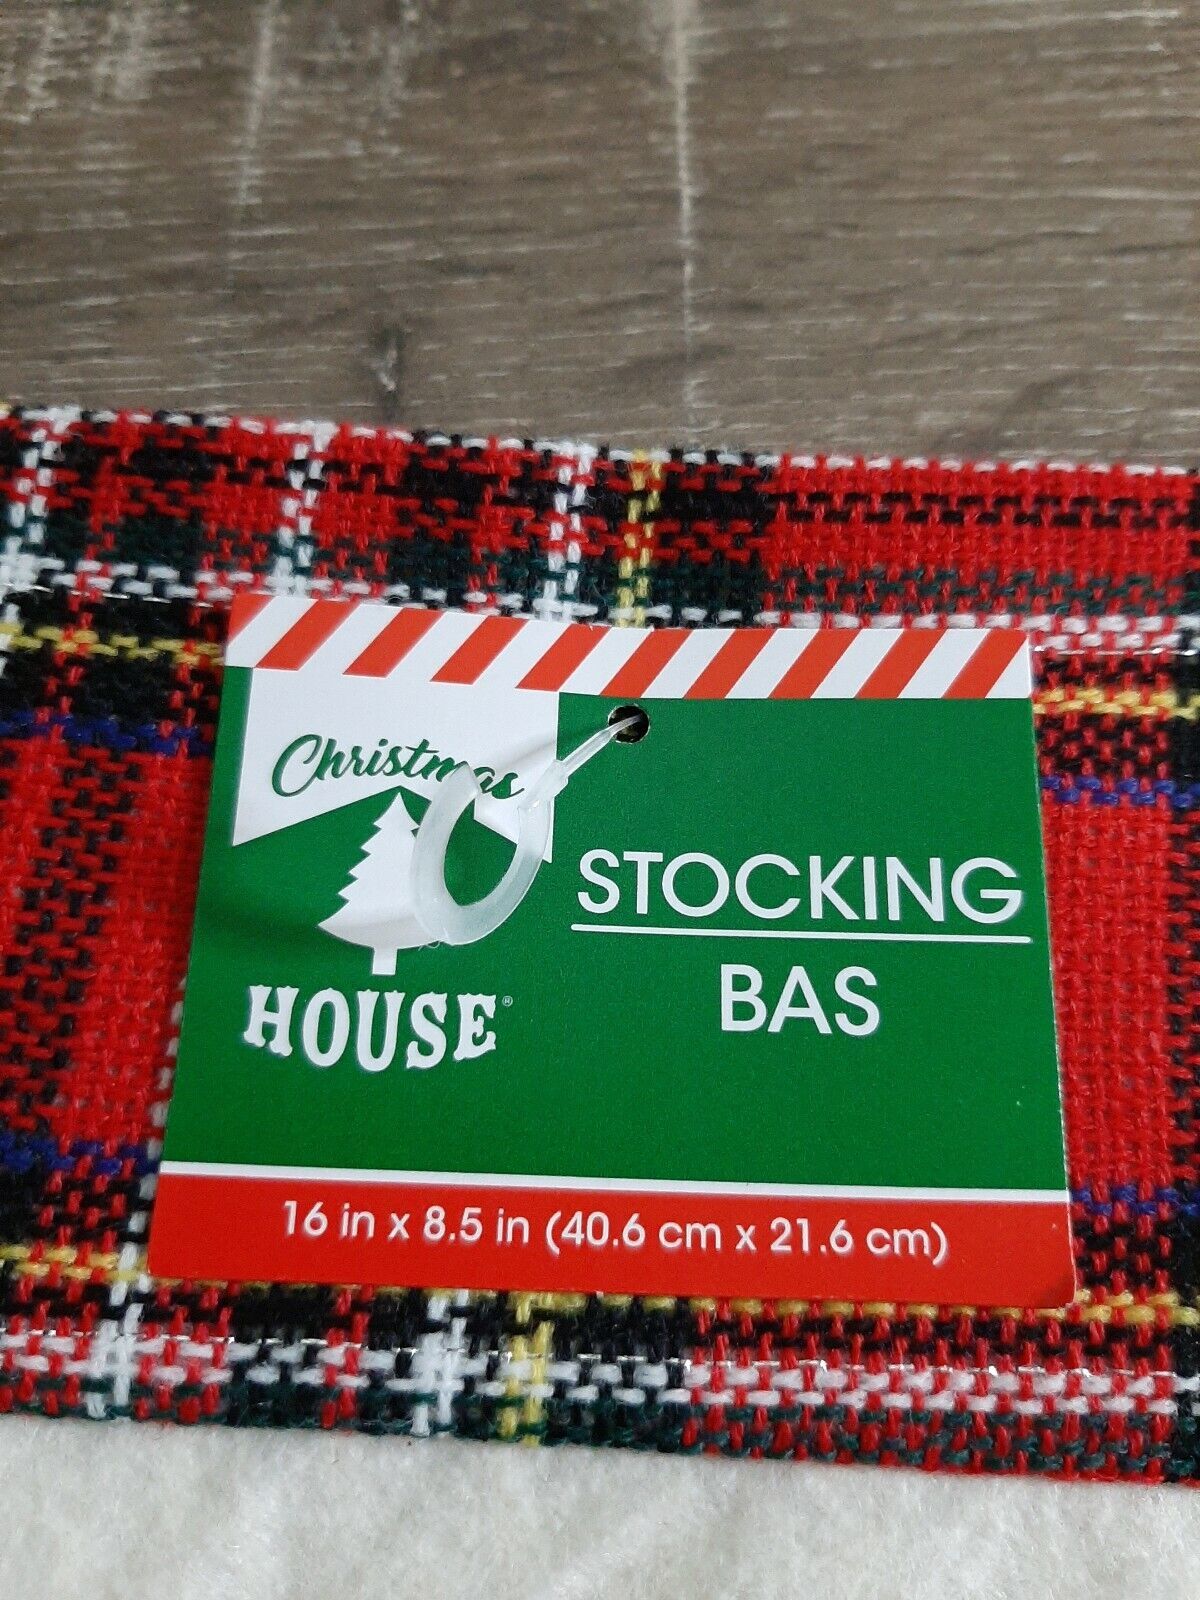 Christmas
HOUSE®
STOCKING
BAS
16 in x 8.5 in (40.6 cm x 21.6 cm)